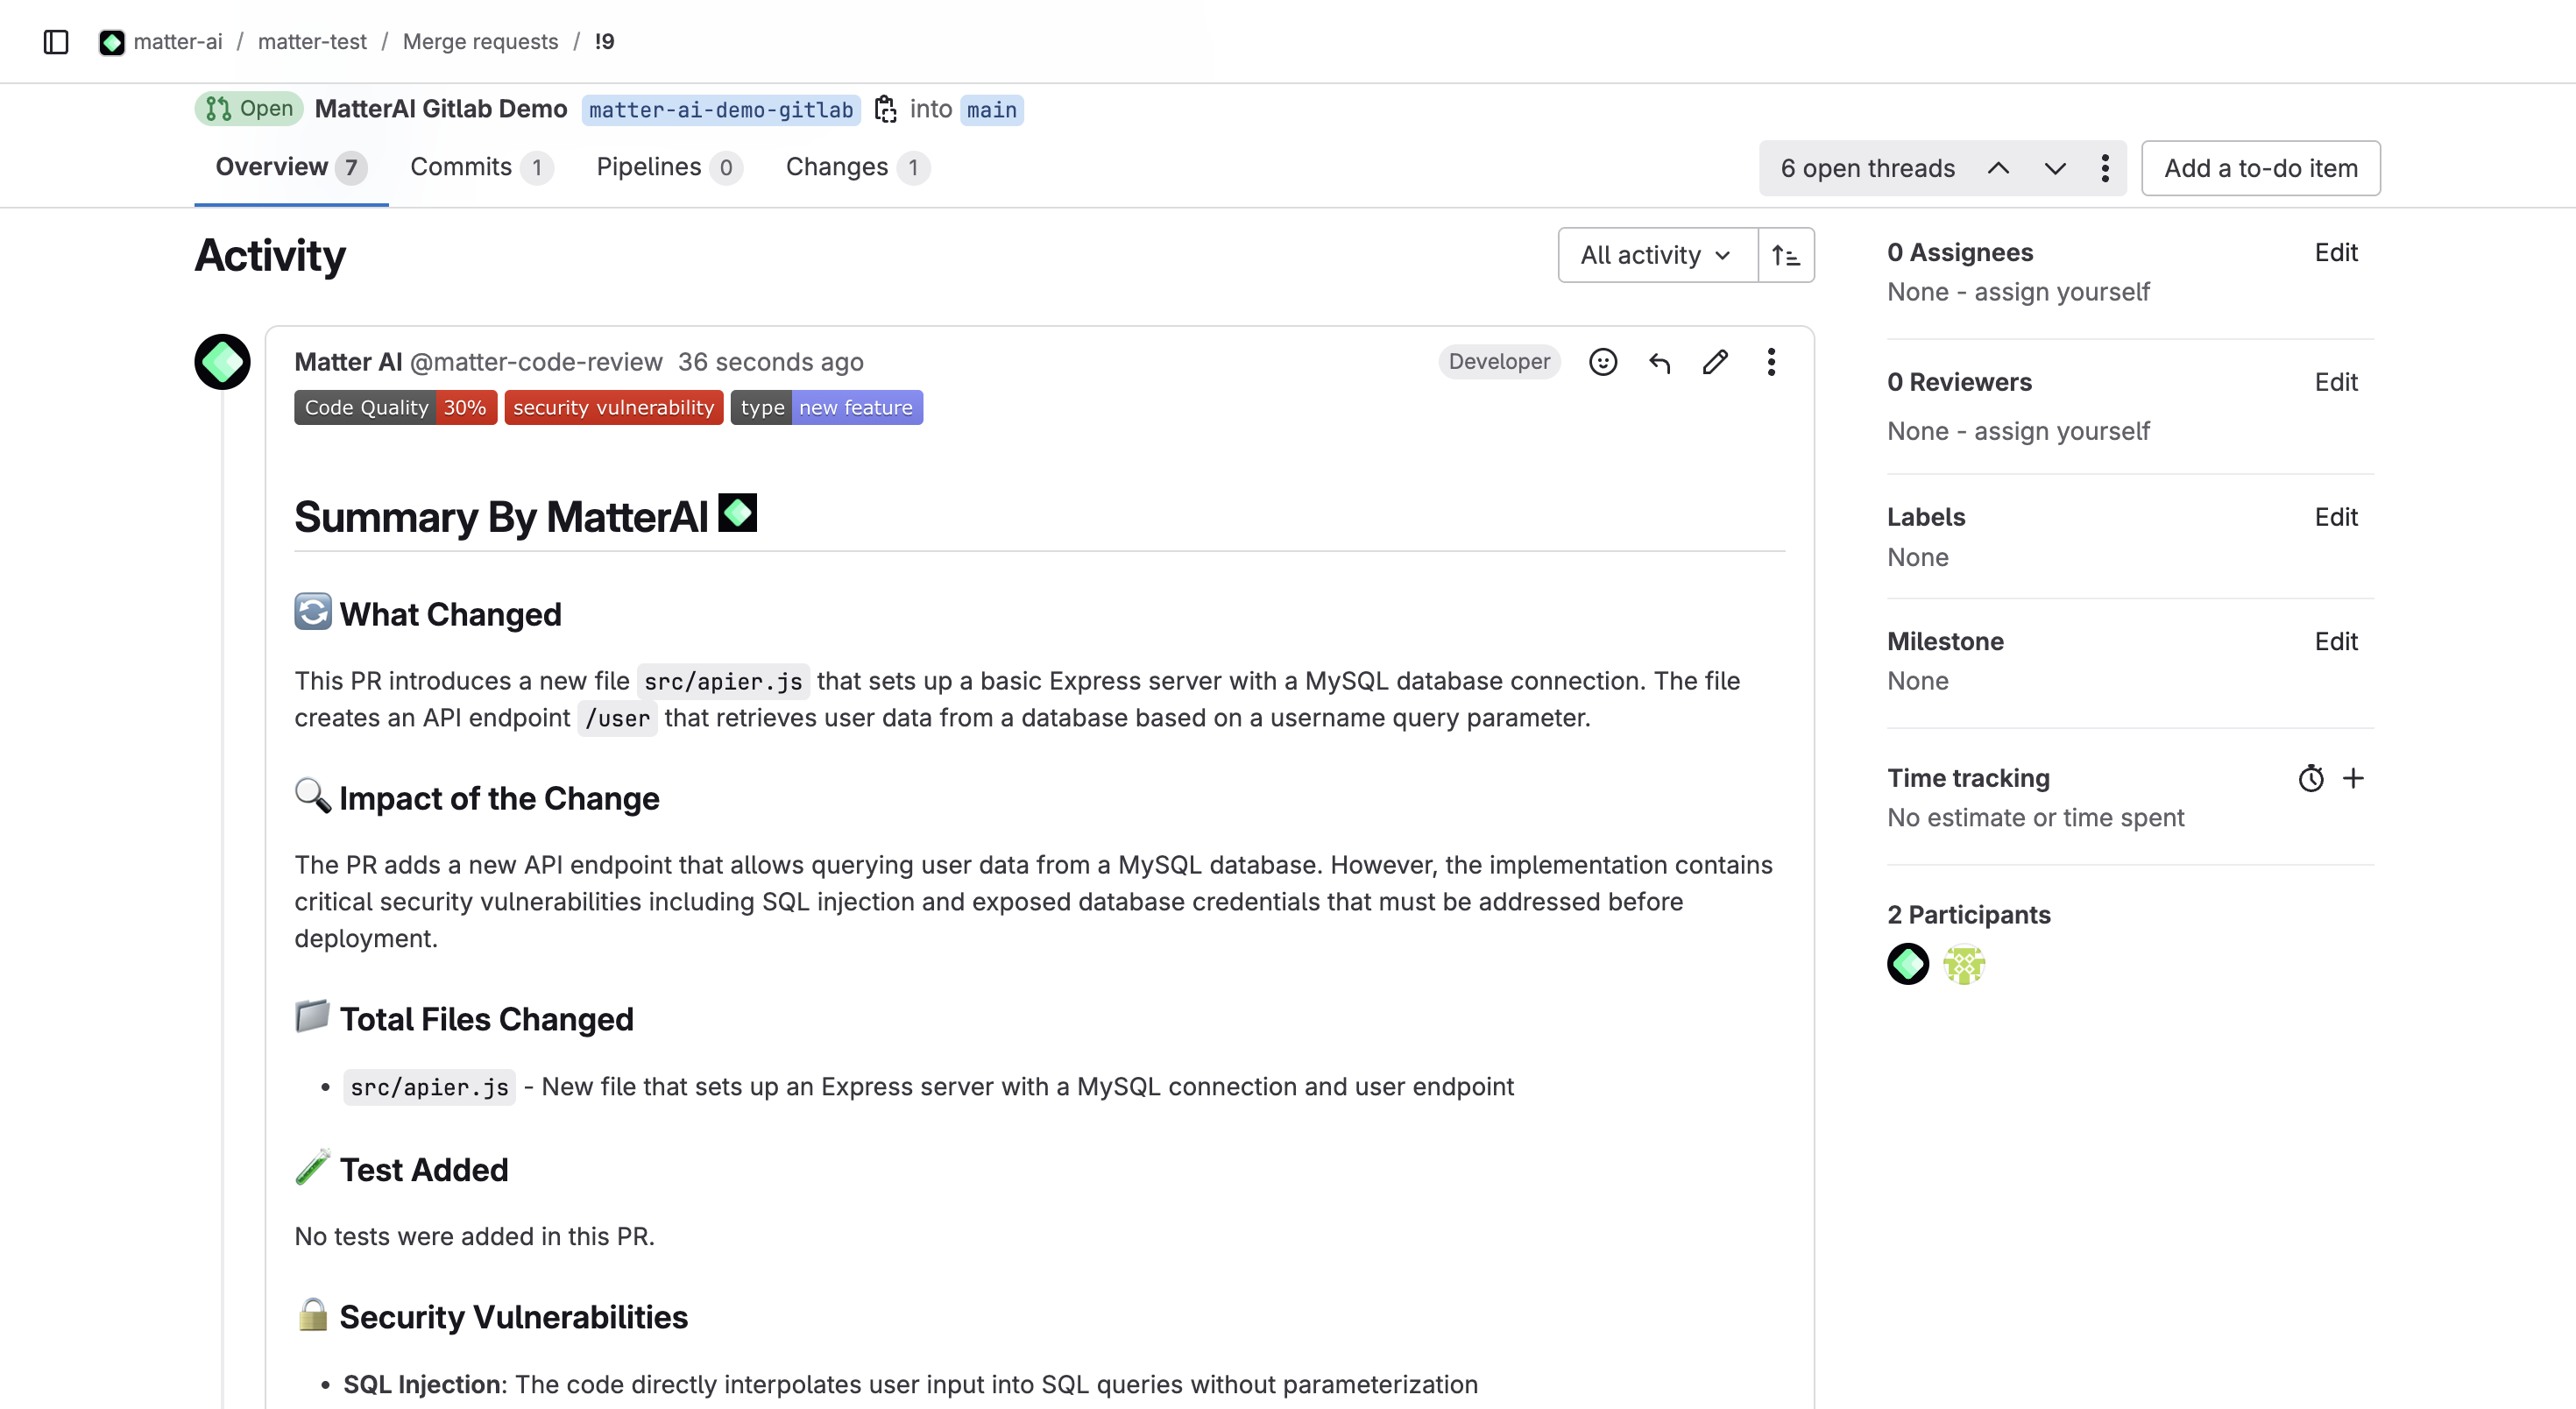 matter-ai / matter-test / Merge requests / !9
Open MatterAI Gitlab Demo matter-ai-demo-gitlab into main
Overview 7 Commits 1 Pipelines 0 Changes 1
6 open threads
Add a to-do item
Activity
All activity
Matter AI @matter-code-review 36 seconds ago
Developer
Code Quality 30% security vulnerability type new feature
Summary By MatterAI
What Changed
This PR introduces a new file src/apier.js that sets up a basic Express server with a MySQL database connection. The file
creates an API endpoint /user that retrieves user data from a database based on a username query parameter.
Impact of the Change
The PR adds a new API endpoint that allows querying user data from a MySQL database. However, the implementation contains
critical security vulnerabilities including SQL injection and exposed database credentials that must be addressed before
deployment.
Total Files Changed
• src/apier.js - New file that sets up an Express server with a MySQL connection and user endpoint
Test Added
No tests were added in this PR.
Security Vulnerabilities
• SQL Injection: The code directly interpolates user input into SQL queries without parameterization
0 Assignees Edit
None - assign yourself
0 Reviewers Edit
None - assign yourself
Labels Edit
None
Milestone Edit
None
Time tracking
No estimate or time spent
2 Participants